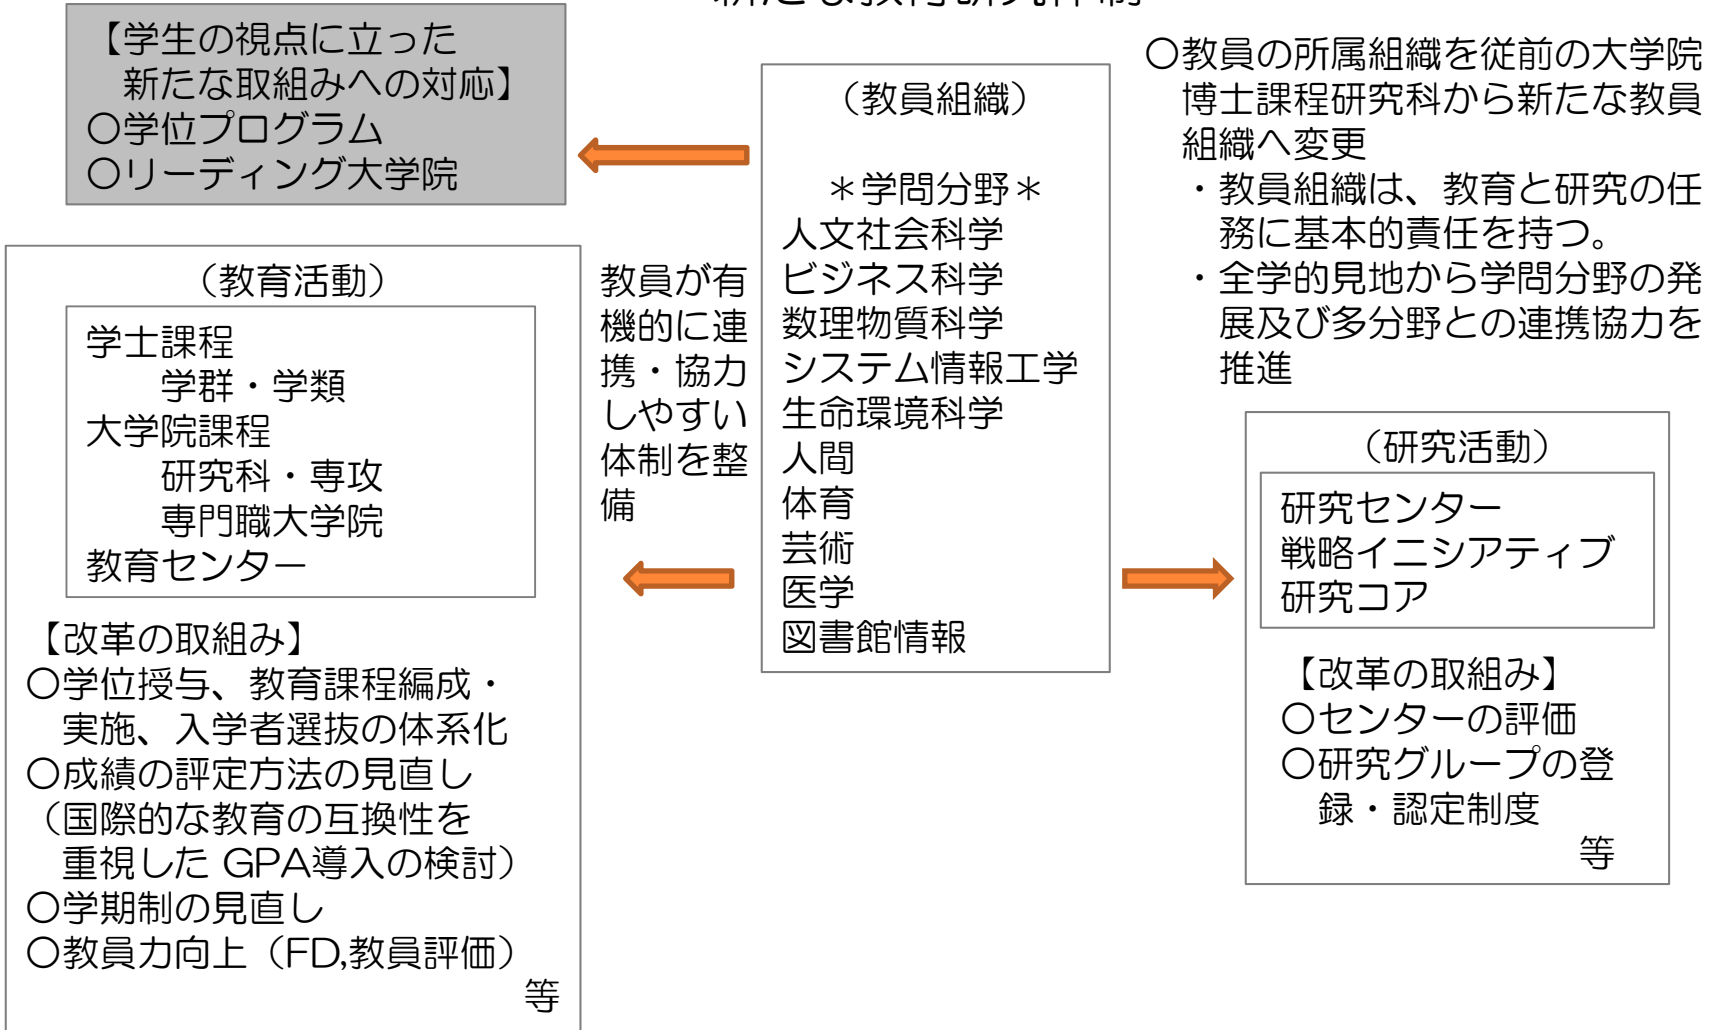 新たな教育研究体制
【学生の視点に立った
新たな取組みへの対応】
○学位プログラム
○リーディング大学院
（教育活動）
学士課程
学群・学類
大学院課程
研究科・専攻
専門職大学院
教育センター
【改革の取組み】
○学位授与、教育課程編成・
実施、入学者選抜の体系化
○成績の評定方法の見直し
（国際的な教育の互換性を
重視した GPA導入の検討）
○学期制の見直し
○教員力向上（FD,教員評価）
等
教員が有
機的に連
携・協力
しやすい
体制を整
備
（教員組織）
＊学問分野＊
人文社会科学
ビジネス科学
数理物質科学
システム情報工学
生命環境科学
人間
体育
芸術
医学
図書館情報
○教員の所属組織を従前の大学院
博士課程研究科から新たな教員
組織へ変更
・教員組織は、教育と研究の任
務に基本的責任を持つ。
・全学的見地から学問分野の発
展及び多分野との連携協力を
推進
（研究活動）
研究センター
戦略イニシアティブ
研究コア
【改革の取組み】
○センターの評価
○研究グループの登
録・認定制度
等